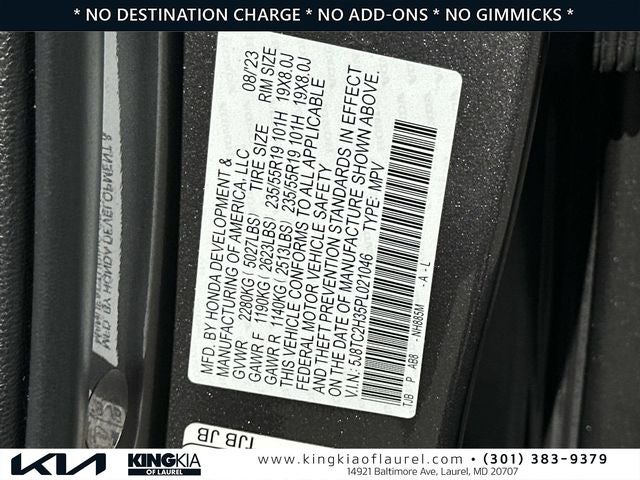 * NO DESTINATION CHARGE * NO ADD-ONS * NO GIMMICKS *
MFD. BY HONDA DEVELOPMENT & 08/'23
MANUFACTURING OF AMERICA, LLC
GVWR 2280KG( 5027LBS) TIRE SIZE RIM SIZE
GAWR F 1190KG( 2623LBS) 235/55R19 101H 19X8.0J
GAWR R 1140KG( 2513LBS) 235/55R19 101H 19X8.0J
THIS VEHICLE CONFORMS TO ALL APPLICABLE
FEDERAL MOTOR VEHICLE SAFETY
AND THEFT PREVENTION STANDARDS IN EFFECT
ON THE DATE OF MANUFACTURE SHOWN ABOVE.
V.I.N.: 5J8TC2H35PL021046 TYPE: MPV
TJB P AB8 - NH885M - A - L
TJB JB
KIA
KING KIA
OF LAUREL
www.kingkiaoflaurel.com • (301) 383-9379
14921 Baltimore Ave, Laurel, MD 20707